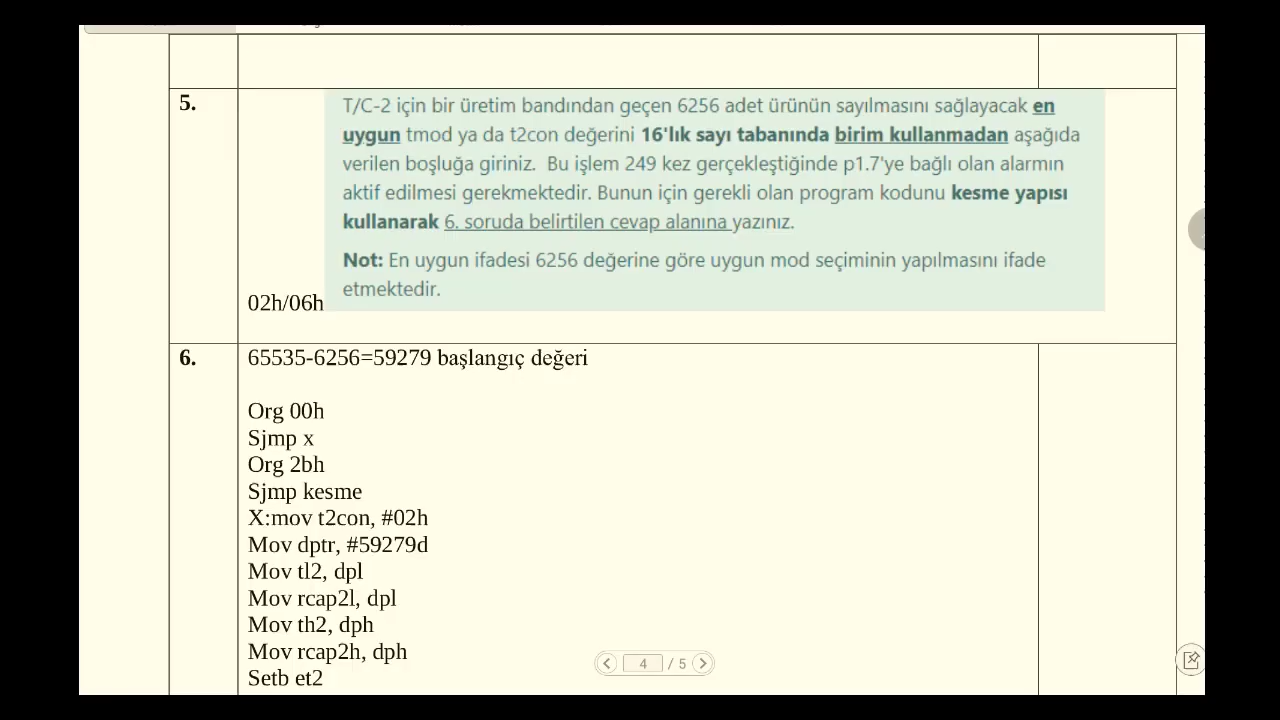 5.
T/C-2 için bir üretim bandından geçen 6256 adet ürünün sayılmasını sağlayacak en
uygun tmod ya da t2con değerini 16'lık sayı tabanında birim kullanmadan aşağıda
verilen boşluğa giriniz. Bu işlem 249 kez gerçekleştiğinde p1.7'ye bağlı olan alarmın
aktif edilmesi gerekmektedir. Bunun için gerekli olan program kodunu kesme yapısı
kullanarak 6. soruda belirtilen cevap alanına yazınız.
Not: En uygun ifadesi 6256 değerine göre uygun mod seçiminin yapılmasını ifade
etmektedir.
02h/06h
6.
65535-6256=59279 başlangıç değeri
Org 00h
Sjmp x
Org 2bh
Sjmp kesme
X:mov t2con, #02h
Mov dptr, #59279d
Mov tl2, dpl
Mov rcap2l, dpl
Mov th2, dph
Mov rcap2h, dph
Setb et2
4 / 5